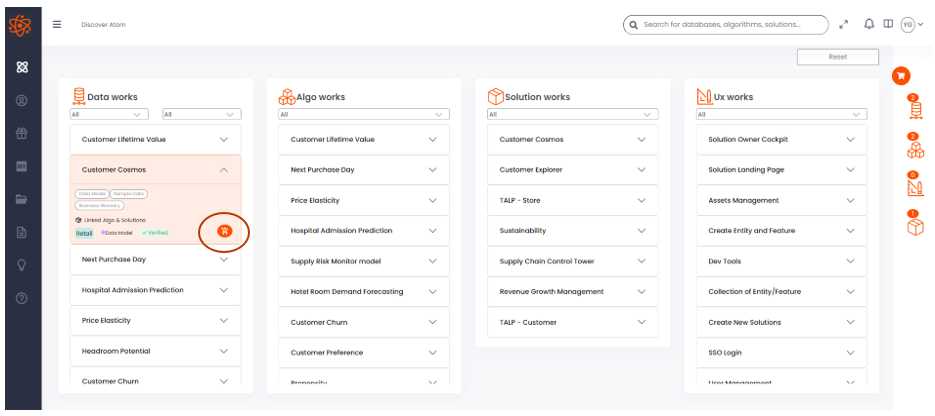 Discover Atom
Search for databases, algorithms, solutions...
YG
Reset
Data works
All
All
Customer Lifetime Value
Customer Cosmos
Data Model
Sample Data
Business Glossary
Linked Algo & Solutions
Retail
Data Model
Verified
Next Purchase Day
Hospital Admission Prediction
Price Elasticity
Headroom Potential
Customer Churn
Algo works
All
Customer Lifetime Value
Next Purchase Day
Price Elasticity
Hospital Admission Prediction
Supply Risk Monitor model
Hotel Room Demand Forecasting
Customer Churn
Customer Preference
Propensity
Solution works
All
Customer Cosmos
Customer Explorer
TALP - Store
Sustainability
Supply Chain Control Tower
Revenue Growth Management
TALP - Customer
Ux works
All
Solution Owner Cockpit
Solution Landing Page
Assets Management
Create Entity and Feature
Dev Tools
Collection of Entity/Feature
Create New Solutions
SSO Login
User Management
2
2
0
1